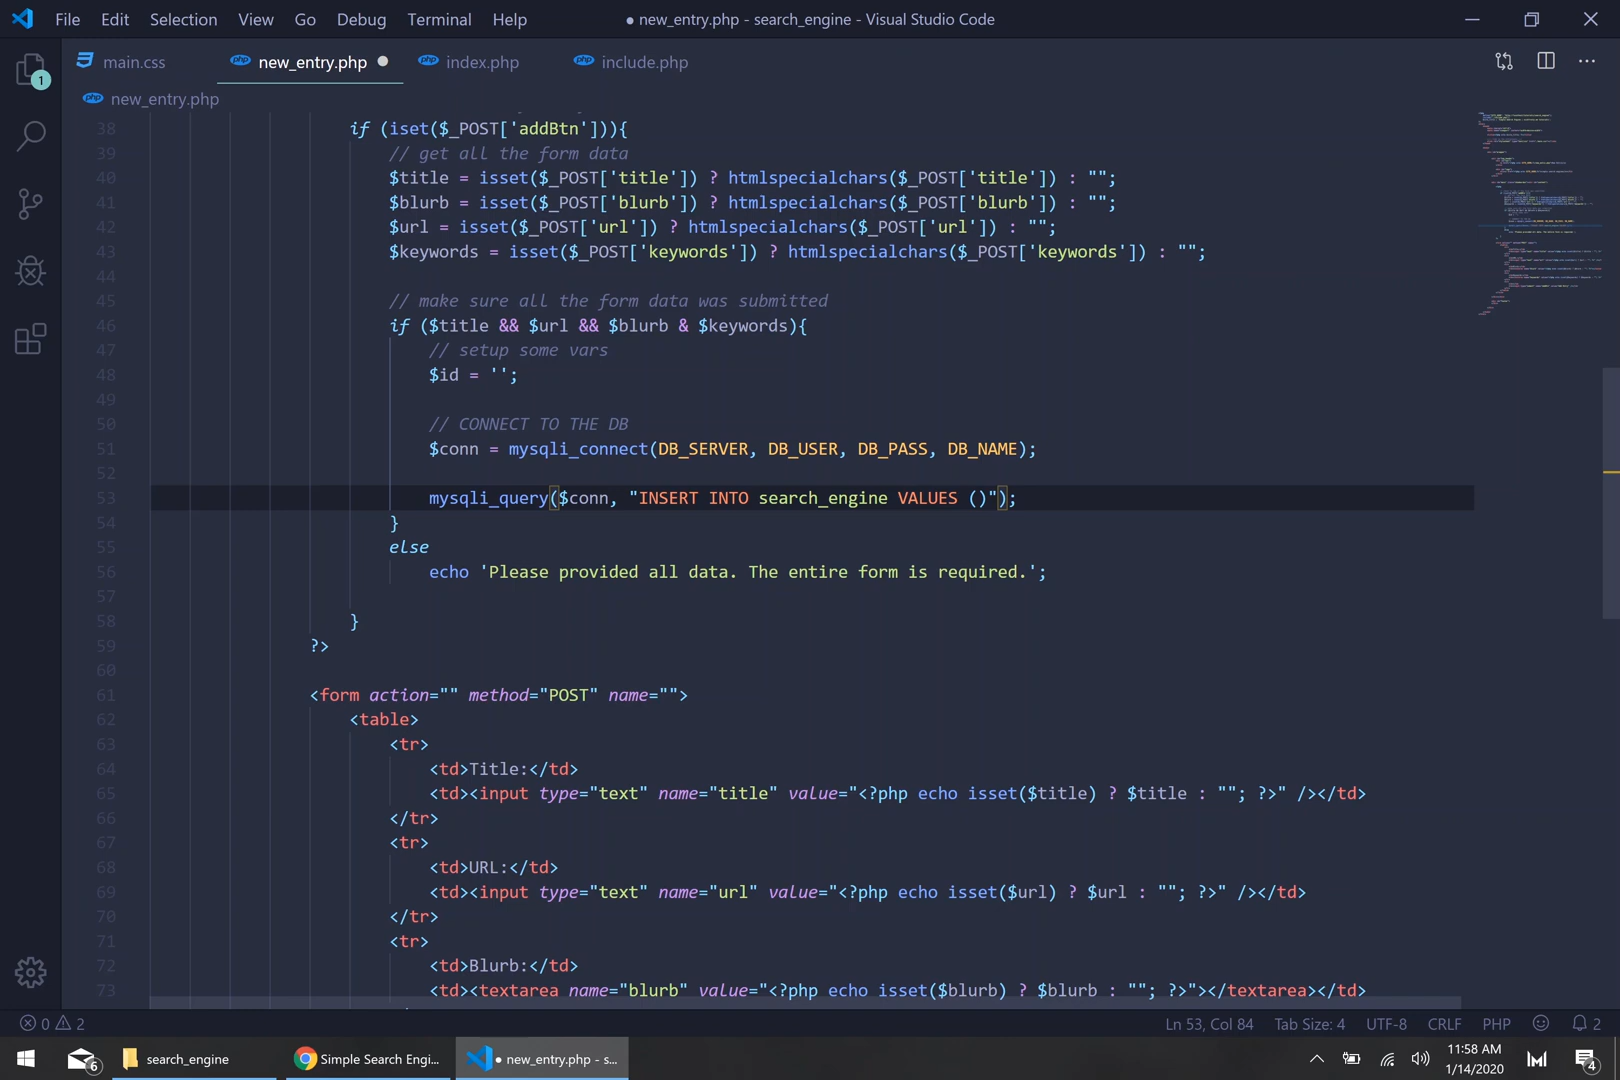 File Edit Selection View Go Debug Terminal Help ● new_entry.php - search_engine - Visual Studio Code
main.css php new_entry.php ● php index.php php include.php
1
php new_entry.php
38 if (iset($_POST['addBtn'])){
39 // get all the form data
40 $title = isset($_POST['title']) ? htmlspecialchars($_POST['title']) : "";
41 $blurb = isset($_POST['blurb']) ? htmlspecialchars($_POST['blurb']) : "";
42 $url = isset($_POST['url']) ? htmlspecialchars($_POST['url']) : "";
43 $keywords = isset($_POST['keywords']) ? htmlspecialchars($_POST['keywords']) : "";
44
45 // make sure all the form data was submitted
46 if ($title && $url && $blurb & $keywords){
47 // setup some vars
48 $id = '';
49
50 // CONNECT TO THE DB
51 $conn = mysqli_connect(DB_SERVER, DB_USER, DB_PASS, DB_NAME);
52
53 mysqli_query($conn, "INSERT INTO search_engine VALUES ()");
54 }
55 else
56 echo 'Please provided all data. The entire form is required.';
57
58 }
59 ?>
60
61 <form action="" method="POST" name="">
62 <table>
63 <tr>
64 <td>Title:</td>
65 <td><input type="text" name="title" value="<?php echo isset($title) ? $title : ""; ?>" /></td>
66 </tr>
67 <tr>
68 <td>URL:</td>
69 <td><input type="text" name="url" value="<?php echo isset($url) ? $url : ""; ?>" /></td>
70 </tr>
71 <tr>
72 <td>Blurb:</td>
73 <td><textarea name="blurb" value="<?php echo isset($blurb) ? $blurb : ""; ?>"></textarea></td>
0 2 Ln 53, Col 84 Tab Size: 4 UTF-8 CRLF PHP 2
6 search_engine Simple Search Engi... ● new_entry.php - s... 11:58 AM 4
1/14/2020